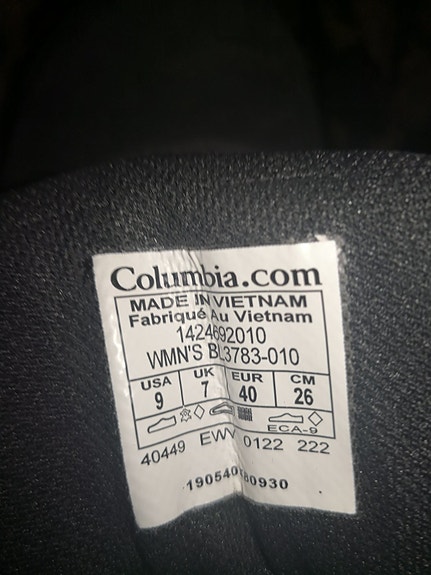 Columbia.com
MADE IN VIETNAM
Fabriqué Au Vietnam
1424692010
WMN'S BL3783-010
USA UK EUR CM
9 7 40 26
ECA-9
40449 EWV 0122 222